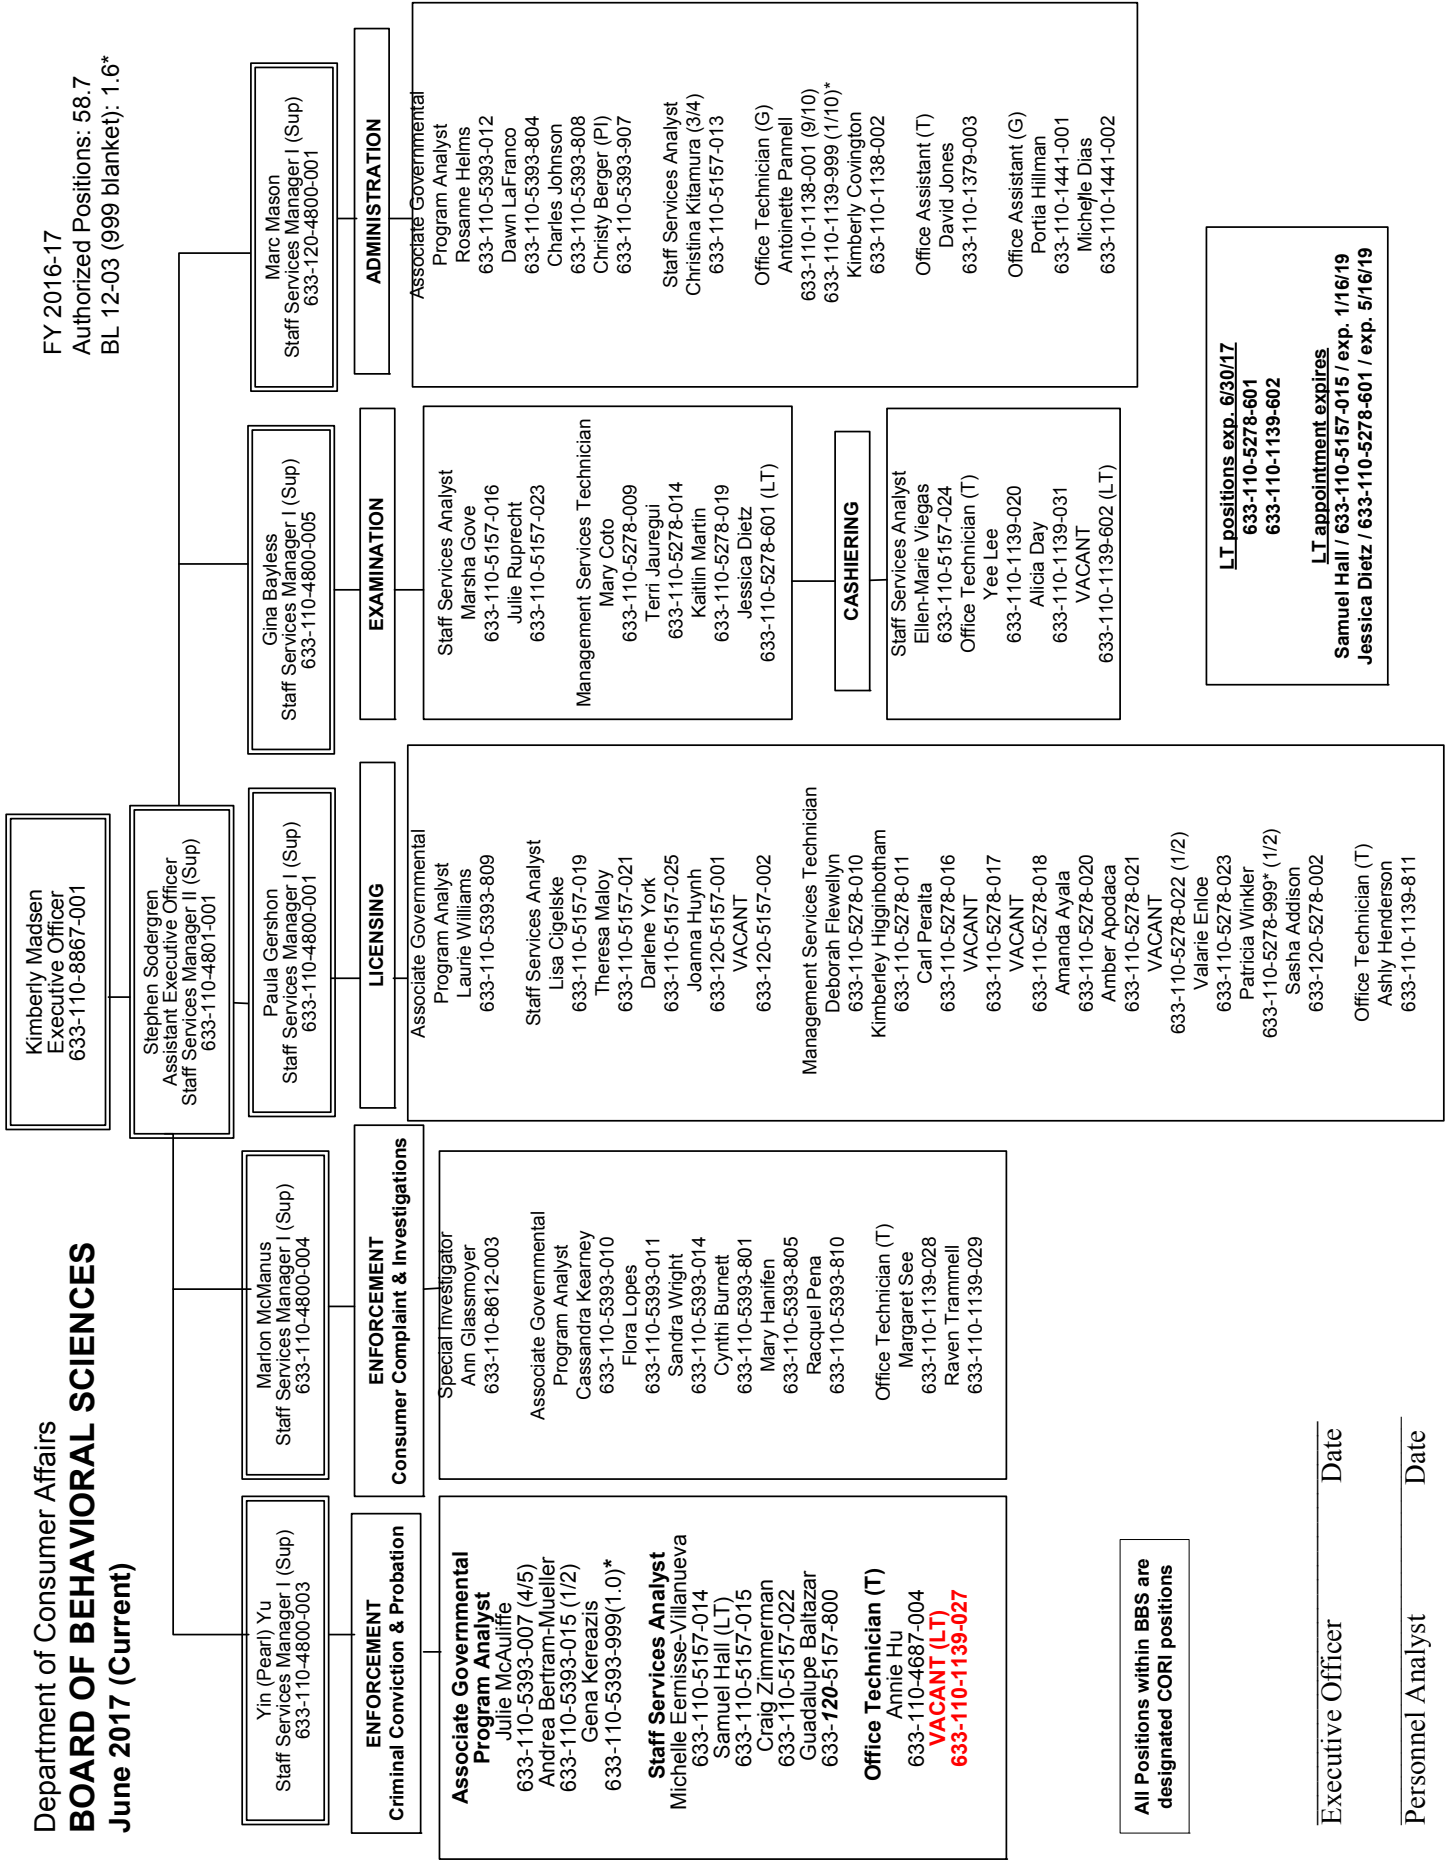 Department of Consumer Affairs
BOARD OF BEHAVIORAL SCIENCES
June 2017 (Current)
FY 2016-17
Authorized Positions: 58.7
BL 12-03 (999 blanket): 1.6*
Kimberly Madsen
Executive Officer
633-110-8867-001
Stephen Sodergren
Assistant Executive Officer
Staff Services Manager II (Sup)
633-110-4801-001
Yin (Pearl) Yu
Staff Services Manager I (Sup)
633-110-4800-003
ENFORCEMENT
Criminal Conviction & Probation
Associate Governmental
Program Analyst
Julie McAuliffe
633-110-5393-007 (4/5)
Andrea Bertram-Mueller
633-110-5393-015 (1/2)
Gena Kereazis
633-110-5393-999(1.0)*
Staff Services Analyst
Michelle Eernisse-Villanueva
633-110-5157-014
Samuel Hall (LT)
633-110-5157-015
Craig Zimmerman
633-110-5157-022
Guadalupe Baltazar
633-120-5157-800
Office Technician (T)
Annie Hu
633-110-4687-004
VACANT (LT)
633-110-1139-027
Marlon McManus
Staff Services Manager I (Sup)
633-110-4800-004
ENFORCEMENT
Consumer Complaint & Investigations
Special Investigator
Ann Glassmoyer
633-110-8612-003
Associate Governmental
Program Analyst
Cassandra Kearney
633-110-5393-010
Flora Lopes
633-110-5393-011
Sandra Wright
633-110-5393-014
Cynthi Burnett
633-110-5393-801
Mary Hanifen
633-110-5393-805
Racquel Pena
633-110-5393-810
Office Technician (T)
Margaret See
633-110-1139-028
Raven Trammell
633-110-1139-029
Paula Gershon
Staff Services Manager I (Sup)
633-110-4800-001
LICENSING
Associate Governmental
Program Analyst
Laurie Williams
633-110-5393-809
Staff Services Analyst
Lisa Cigelske
633-110-5157-019
Theresa Maloy
633-110-5157-021
Darlene York
633-110-5157-025
Joanna Huynh
633-120-5157-001
VACANT
633-120-5157-002
Management Services Technician
Deborah Flewellyn
633-110-5278-010
Kimberley Higginbotham
633-110-5278-011
Carl Peralta
633-110-5278-016
VACANT
633-110-5278-017
VACANT
633-110-5278-018
Amanda Ayala
633-110-5278-020
Amber Apodaca
633-110-5278-021
VACANT
633-110-5278-022 (1/2)
Valarie Enloe
633-110-5278-023
Patricia Winkler
633-110-5278-999* (1/2)
Sasha Addison
633-120-5278-002
Office Technician (T)
Ashly Henderson
633-110-1139-811
Gina Bayless
Staff Services Manager I (Sup)
633-110-4800-005
EXAMINATION
Staff Services Analyst
Marsha Gove
633-110-5157-016
Julie Ruprecht
633-110-5157-023
Management Services Technician
Mary Coto
633-110-5278-009
Terri Jauregui
633-110-5278-014
Kaitlin Martin
633-110-5278-019
Jessica Dietz
633-110-5278-601 (LT)
CASHIERING
Staff Services Analyst
Ellen-Marie Viegas
633-110-5157-024
Office Technician (T)
Yee Lee
633-110-1139-020
Alicia Day
633-110-1139-031
VACANT
633-110-1139-602 (LT)
Marc Mason
Staff Services Manager I (Sup)
633-120-4800-001
ADMINISTRATION
Associate Governmental
Program Analyst
Rosanne Helms
633-110-5393-012
Dawn LaFranco
633-110-5393-804
Charles Johnson
633-110-5393-808
Christy Berger (PI)
633-110-5393-907
Staff Services Analyst
Christina Kitamura (3/4)
633-110-5157-013
Office Technician (G)
Antoinette Pannell
633-110-1138-001 (9/10)
633-110-1139-999 (1/10)*
Kimberly Covington
633-110-1138-002
Office Assistant (T)
David Jones
633-110-1379-003
Office Assistant (G)
Portia Hillman
633-110-1441-001
Michelle Dias
633-110-1441-002
All Positions within BBS are
designated CORI positions
LT positions exp. 6/30/17
633-110-5278-601
633-110-1139-602
LT appointment expires
Samuel Hall / 633-110-5157-015 / exp. 1/16/19
Jessica Dietz / 633-110-5278-601 / exp. 5/16/19
Executive Officer Date
Personnel Analyst Date